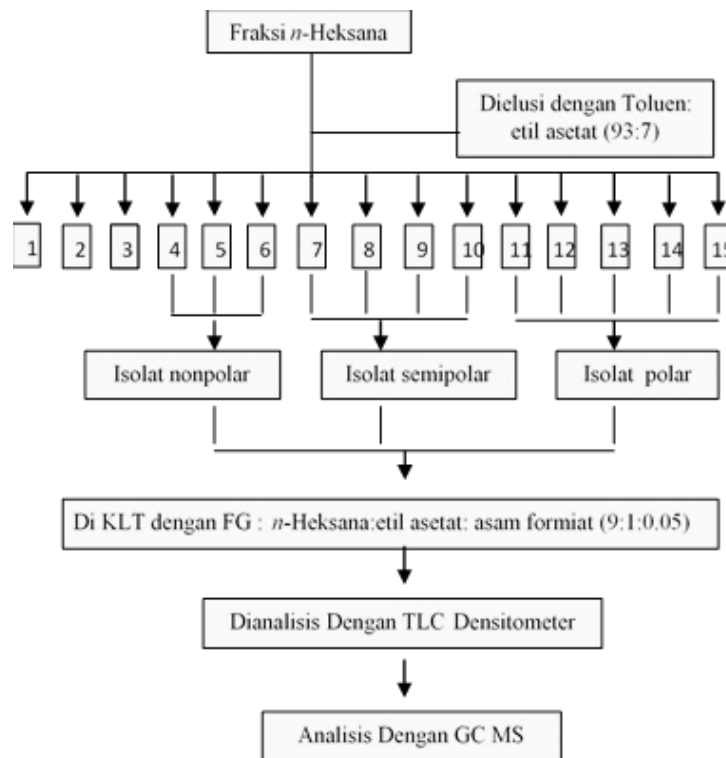 Fraksi n-Heksana
Dielusi dengan Toluen:
etil asetat (93:7)
1 2 3 4 5 6 7 8 9 10 11 12 13 14 15
Isolat nonpolar
Isolat semipolar
Isolat polar
Di KLT dengan FG : n-Heksana:etil asetat: asam formiat (9:1:0.05)
Dianalisis Dengan TLC Densitometer
Analisis Dengan GC MS